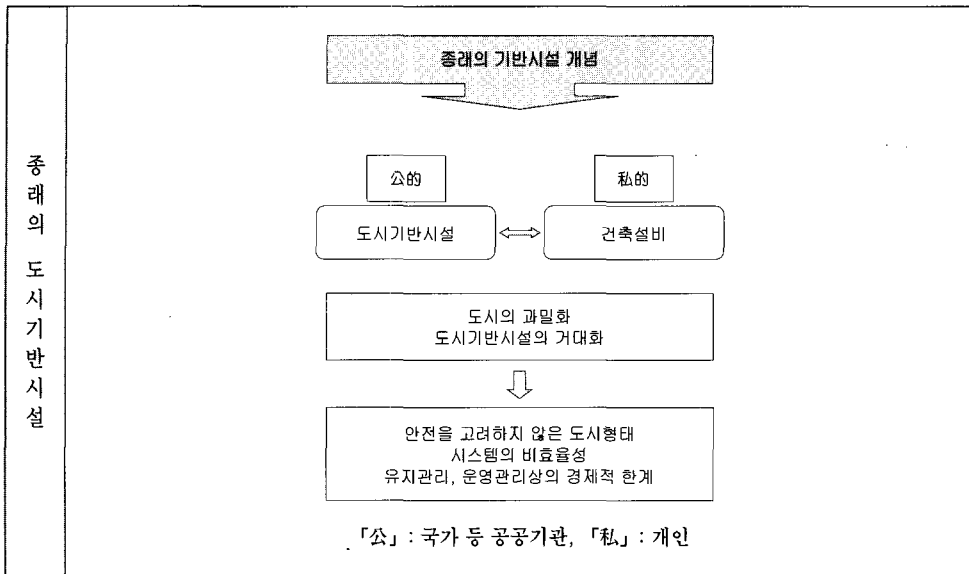 종래의 도시기반시설
종래의 기반시설 개념
公的
私的
도시기반시설
건축설비
도시의 과밀화
도시기반시설의 거대화
안전을 고려하지 않은 도시형태
시스템의 비효율성
유지관리, 운영관리상의 경제적 한계
「公」: 국가 등 공공기관, 「私」: 개인